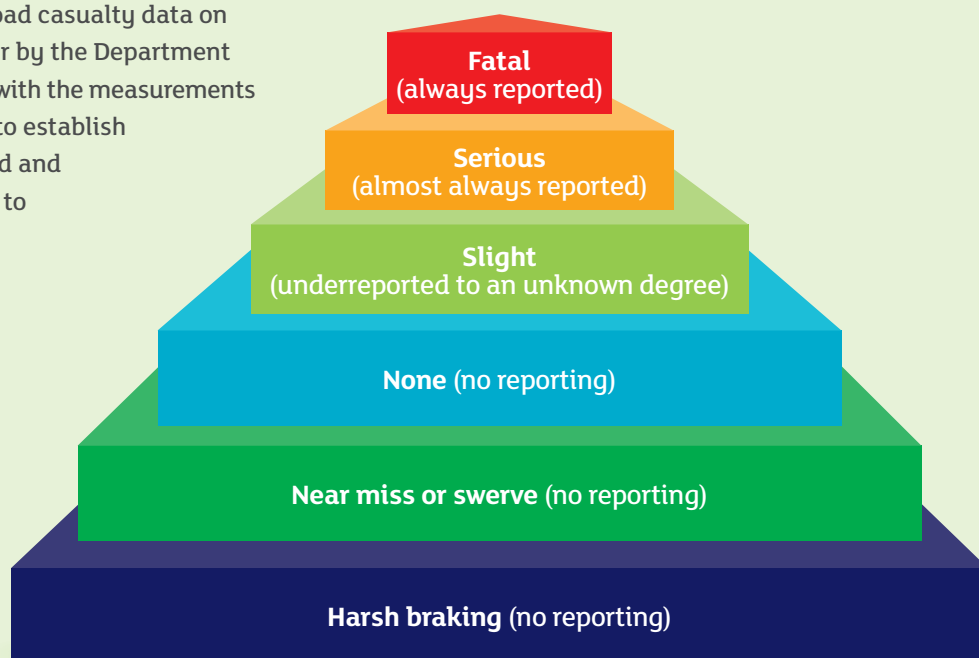 oad casualty data on
r by the Department
with the measurements
to establish
d and
to
Fatal
(always reported)
Serious
(almost always reported)
Slight
(underreported to an unknown degree)
None (no reporting)
Near miss or swerve (no reporting)
Harsh braking (no reporting)